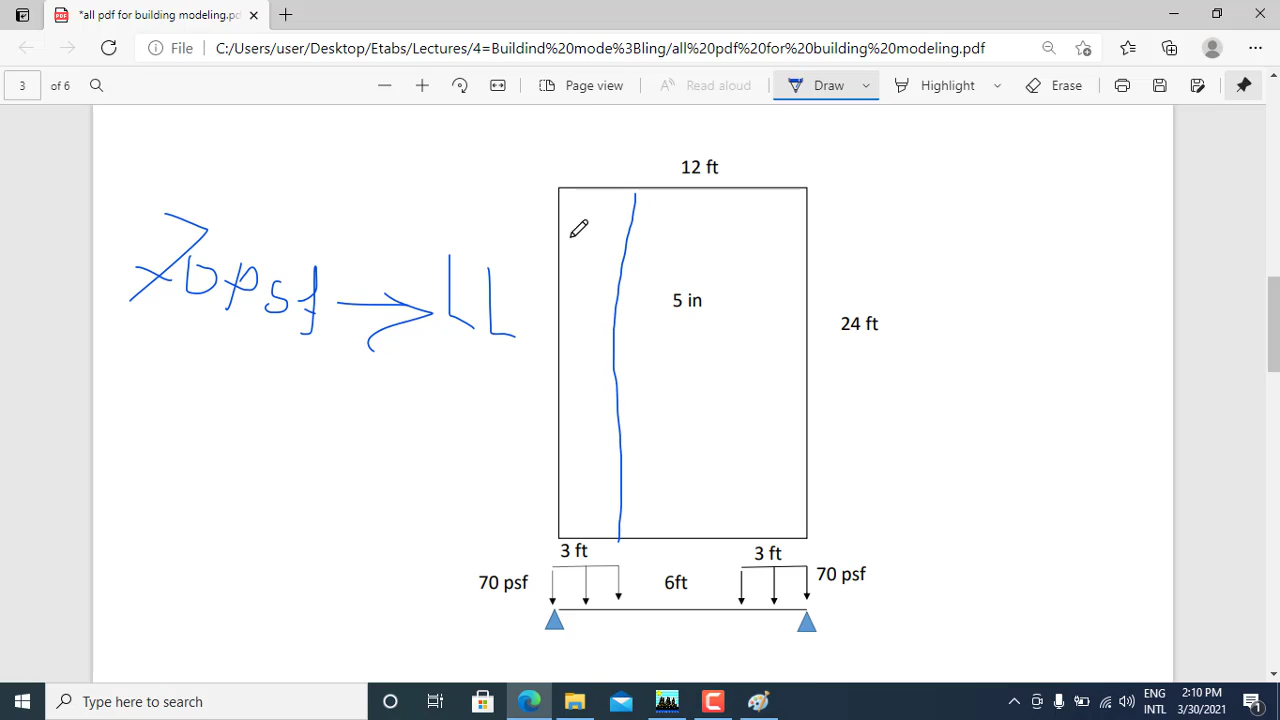 *all pdf for building modeling.pd
File C:/Users/user/Desktop/Etabs/Lectures/4=Buildind%20mode%3Bling/all%20pdf%20for%20building%20modeling.pdf
3 of 6 Page view Read aloud Draw Highlight Erase
12 ft
70psf → LL
5 in
24 ft
3 ft 3 ft
70 psf 6ft 70 psf
Type here to search
ENG 2:10 PM
INTL 3/30/2021